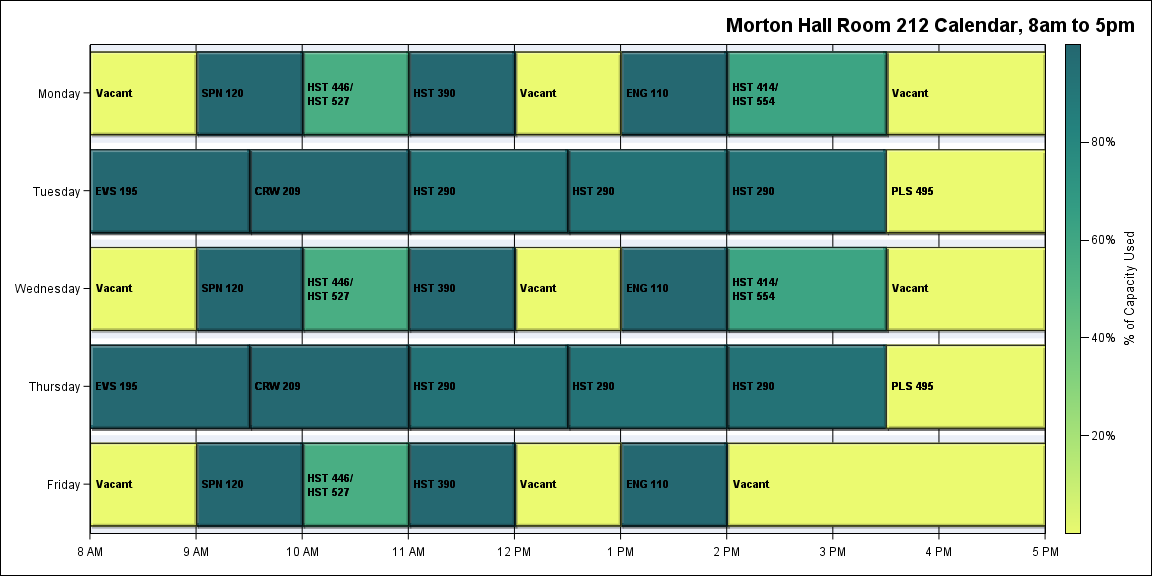 Morton Hall Room 212 Calendar, 8am to 5pm
Monday
Vacant
SPN 120
HST 446/
HST 527
HST 390
Vacant
ENG 110
HST 414/
HST 554
Vacant
Tuesday
EVS 195
CRW 209
HST 290
HST 290
HST 290
PLS 495
Wednesday
Vacant
SPN 120
HST 446/
HST 527
HST 390
Vacant
ENG 110
HST 414/
HST 554
Vacant
Thursday
EVS 195
CRW 209
HST 290
HST 290
HST 290
PLS 495
Friday
Vacant
SPN 120
HST 446/
HST 527
HST 390
Vacant
ENG 110
Vacant
8 AM
9 AM
10 AM
11 AM
12 PM
1 PM
2 PM
3 PM
4 PM
5 PM
80%
60%
40%
20%
% of Capacity Used